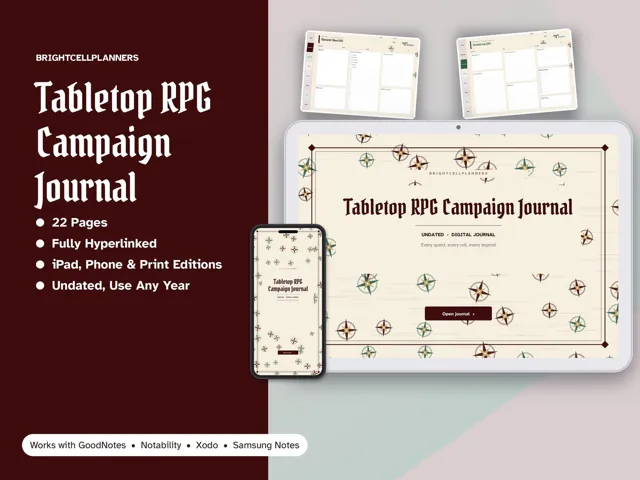 BRIGHTCELLPLANNERS
Tabletop RPG
Campaign
Journal
22 Pages
Fully Hyperlinked
iPad, Phone & Print Editions
Undated, Use Any Year
Works with GoodNotes • Notability • Xodo • Samsung Notes
BRIGHTCELLPLANNERS
Tabletop RPG Campaign Journal
UNDATED · DIGITAL JOURNAL
Every quest, every roll, every legend
Open Journal ›
Tabletop RPG
Campaign Journal